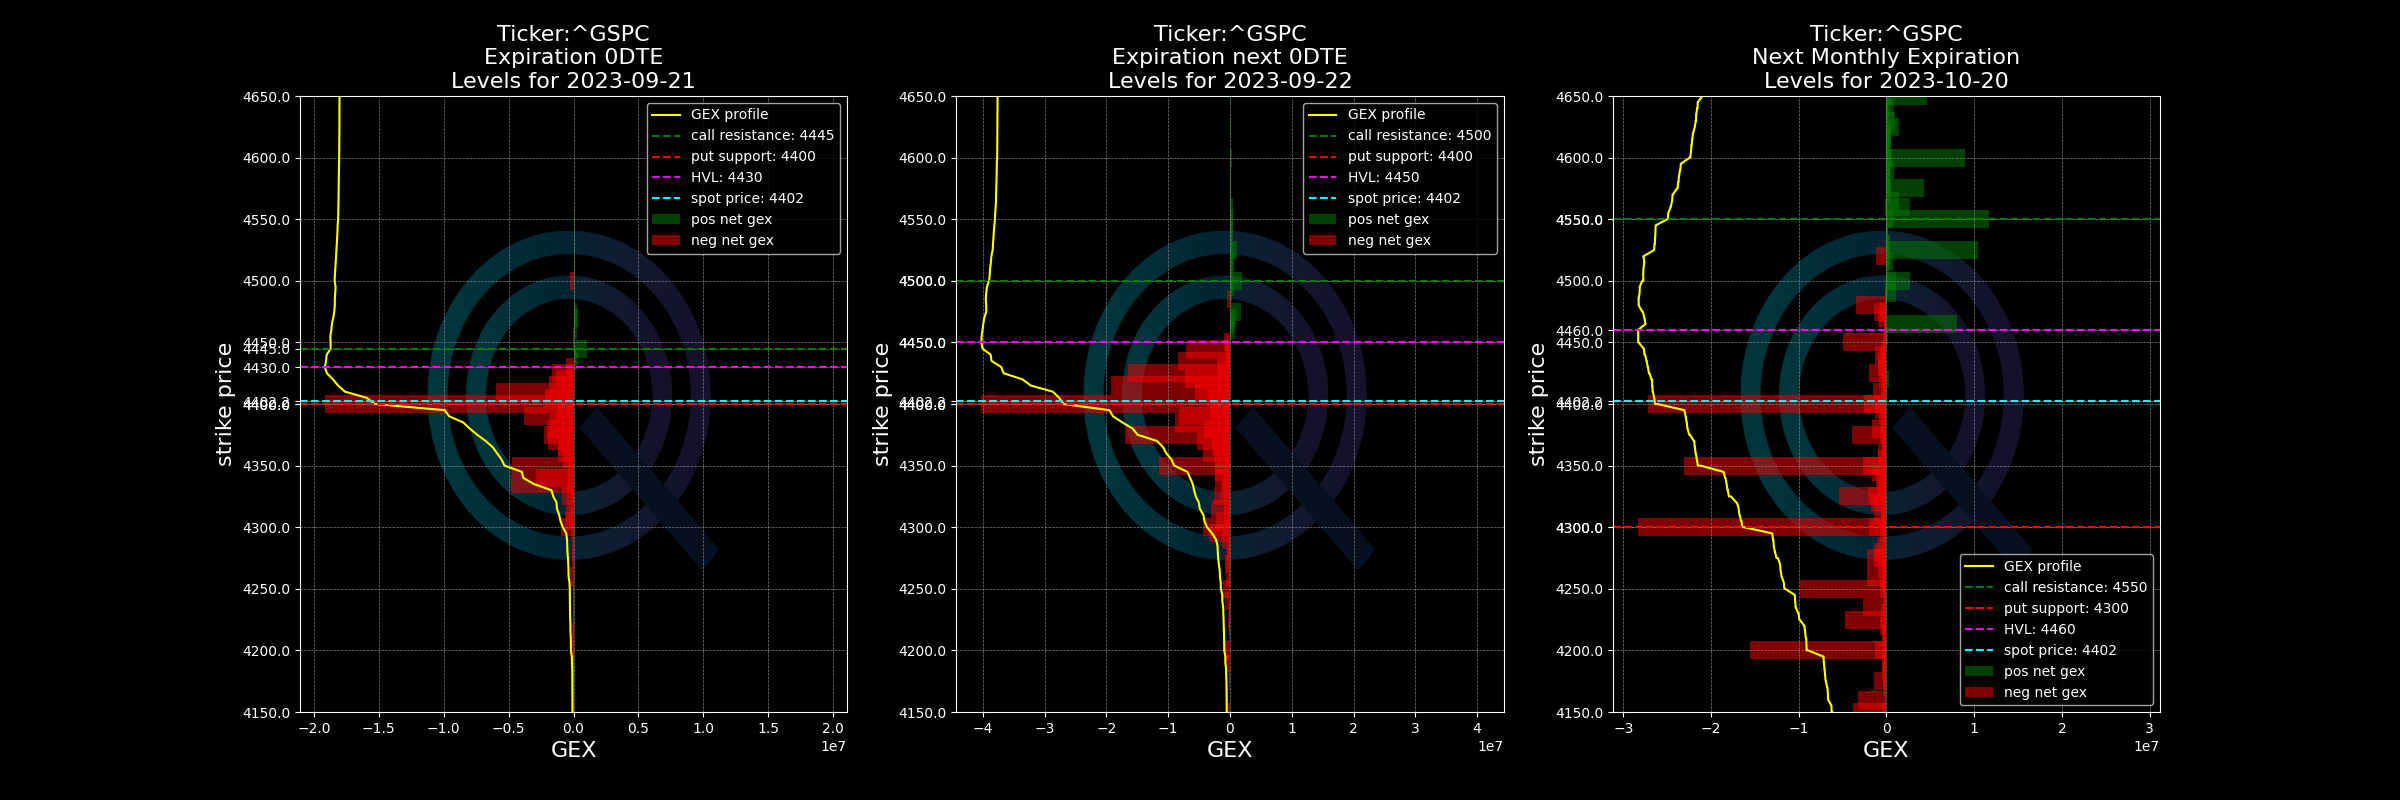 Ticker:^GSPC
Expiration 0DTE
Levels for 2023-09-21
4650.0
4600.0
4550.0
4500.0
4450.0
4445.0
4430.0
4402.2
4400.0
4350.0
4300.0
4250.0
4200.0
4150.0
strike price
GEX profile
call resistance: 4445
put support: 4400
HVL: 4430
spot price: 4402
pos net gex
neg net gex
−2.0 −1.5 −1.0 −0.5 0.0 0.5 1.0 1.5 2.0
1e7
GEX
Ticker:^GSPC
Expiration next 0DTE
Levels for 2023-09-22
4650.0
4600.0
4550.0
4500.0
4450.0
4402.2
4400.0
4350.0
4300.0
4250.0
4200.0
4150.0
strike price
GEX profile
call resistance: 4500
put support: 4400
HVL: 4450
spot price: 4402
pos net gex
neg net gex
−4 −3 −2 −1 0 1 2 3 4
1e7
GEX
Ticker:^GSPC
Next Monthly Expiration
Levels for 2023-10-20
4650.0
4600.0
4550.0
4500.0
4460.0
4450.0
4402.2
4400.0
4350.0
4300.0
4250.0
4200.0
4150.0
strike price
GEX profile
call resistance: 4550
put support: 4300
HVL: 4460
spot price: 4402
pos net gex
neg net gex
−3 −2 −1 0 1 2 3
1e7
GEX